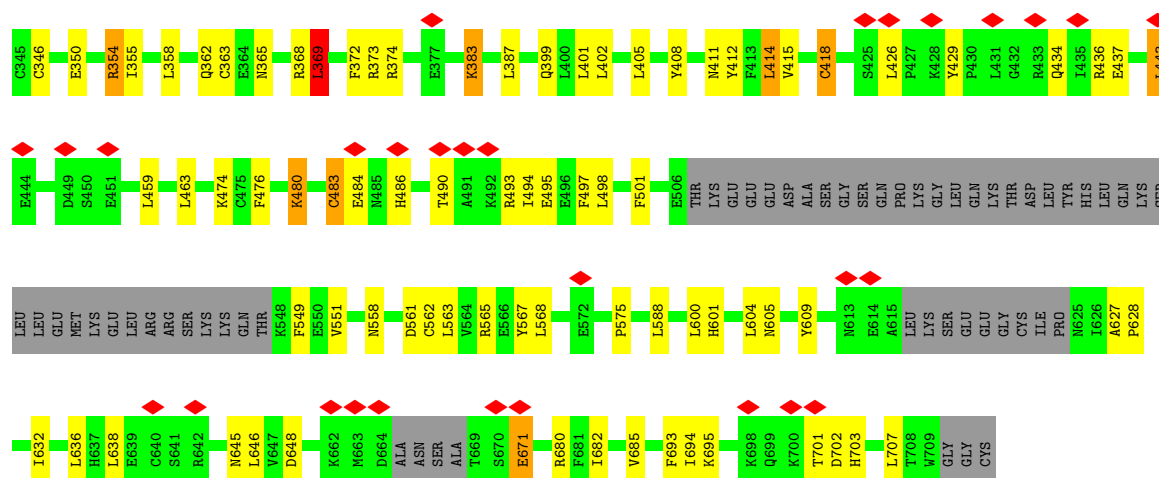 C345 C346 E350 R354 I355 L358 Q362 C363 E364 N365 R368 L369 F372 R373 R374 E377 K383 L387 Q399 L400 L401 L402 L405 Y408 N411 Y412 F413 L414 V415 C418 S425 L426 P427 K428 Y429 P430 L431 G432 R433 Q434 I435 R436 E437
E444 D449 S450 E451 L459 L463 K474 C475 F476 K480 C483 E484 N485 H486 T490 A491 K492 R493 I494 E495 E496 F497 L498 F501 E506 THR LYS GLU GLU GLU ASP ALA SER GLY SER GLN PRO LYS GLY LEU GLN LYS THR ASP LEU TYR HIS LEU GLN LYS
LEU LEU GLU MET LYS GLU LEU ARG ARG SER LYS LYS GLN THR K548 F549 E550 V551 N558 D561 C562 L563 V564 R565 E566 Y567 L568 E572 P575 L588 L600 H601 L604 N605 Y609 N613 E614 A615 LEU LYS SER GLU GLU GLY CYS ILE PRO N625 I626 A627 P628
I632 L636 H637 L638 E639 C640 S641 R642 N645 L646 V647 D648 K662 M663 D664 ALA ASN SER ALA T669 S670 E671 R680 F681 I682 V685 F693 I694 K695 K698 Q699 K700 T701 D702 H703 L707 T708 W709 GLY GLY CYS